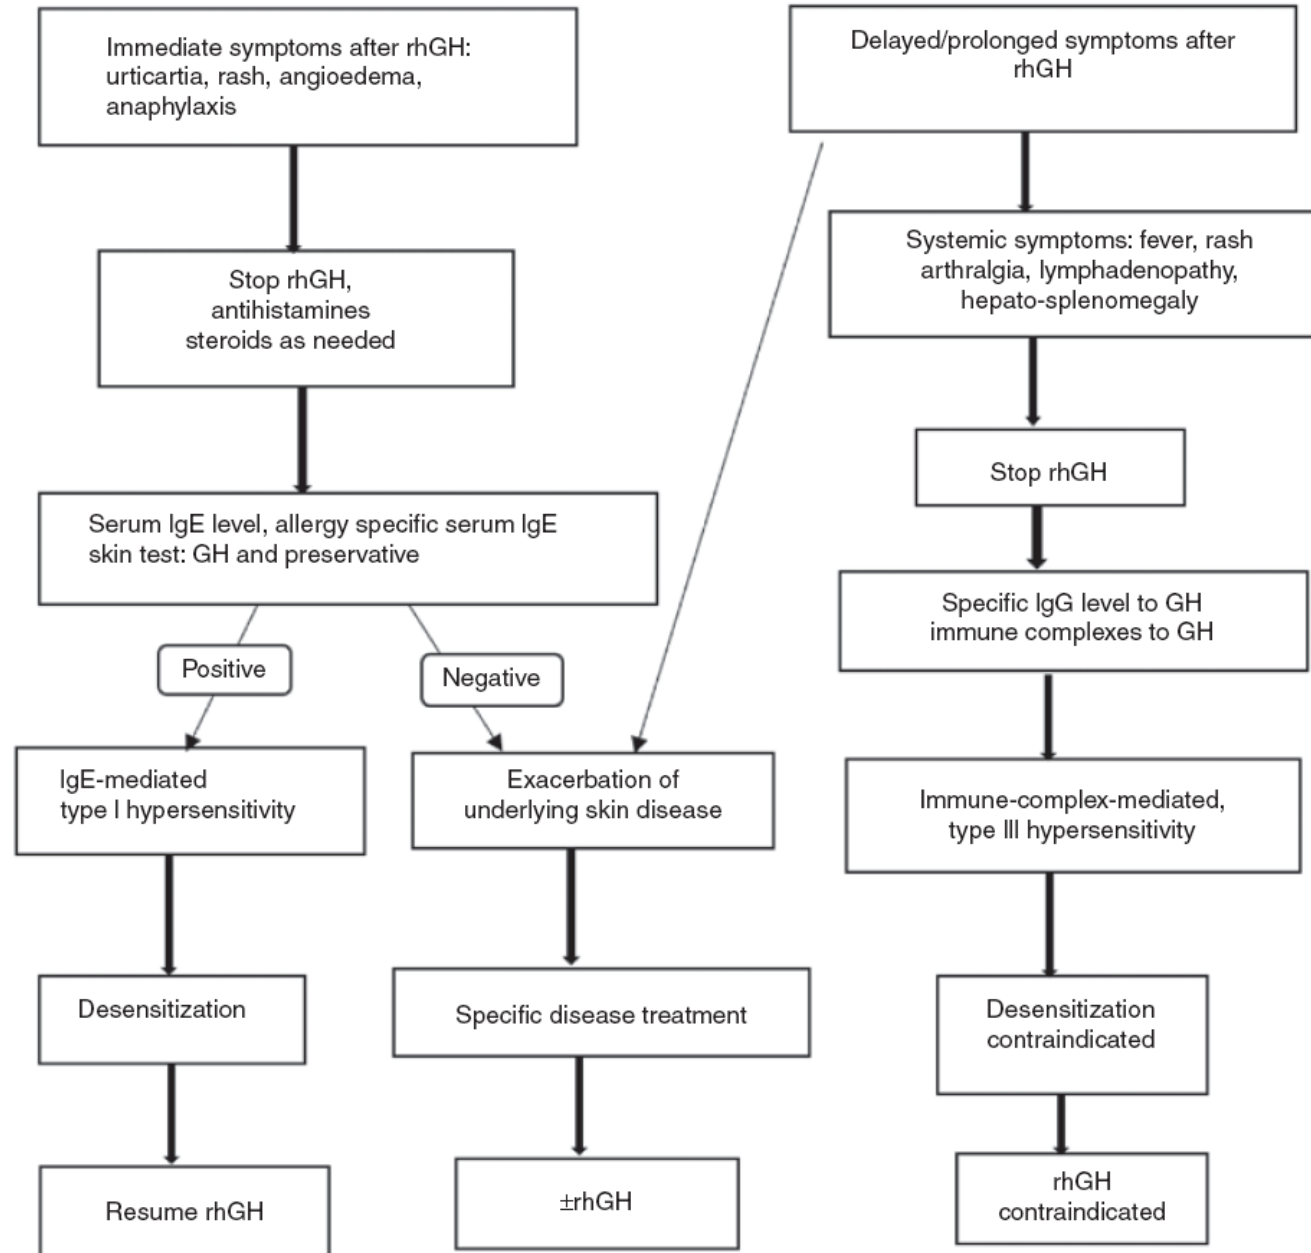 Immediate symptoms after rhGH:
urticartia, rash, angioedema,
anaphylaxis
Stop rhGH,
antihistamines
steroids as needed
Serum IgE level, allergy specific serum IgE
skin test: GH and preservative
Positive
Negative
IgE-mediated
type I hypersensitivity
Exacerbation of
underlying skin disease
Desensitization
Specific disease treatment
Resume rhGH
±rhGH
Delayed/prolonged symptoms after
rhGH
Systemic symptoms: fever, rash
arthralgia, lymphadenopathy,
hepato-splenomegaly
Stop rhGH
Specific IgG level to GH
immune complexes to GH
Immune-complex-mediated,
type III hypersensitivity
Desensitization
contraindicated
rhGH
contraindicated